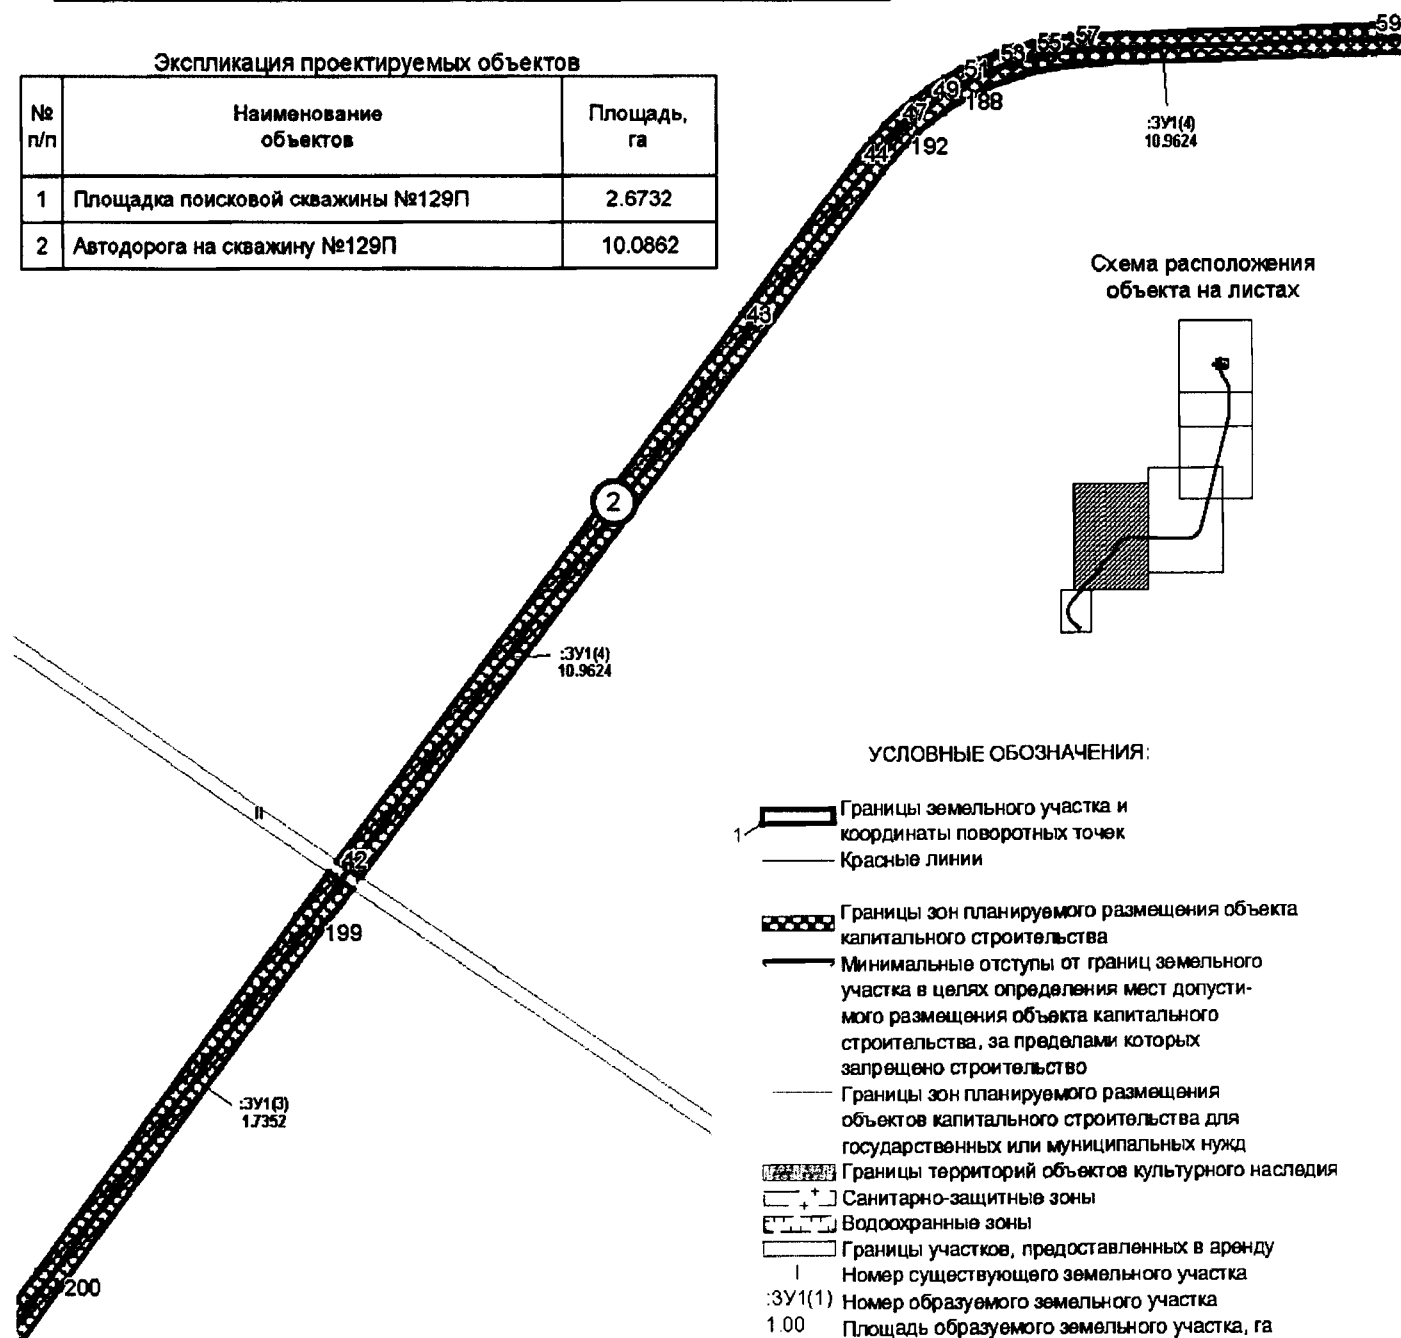 Экспликация проектируемых объектов
№ п/п Наименование объектов Площадь, га
1 Площадка поисковой скважины №129П 2.6732
2 Автодорога на скважину №129П 10.0862
59
57
55
53
51
49
188
47
192
44
:ЗУ1(4)
10.9624
43
Схема расположения
объекта на листах
2
:ЗУ1(4)
10.9624
II
42
199
:ЗУ1(3)
1.7352
200
УСЛОВНЫЕ ОБОЗНАЧЕНИЯ:
1 Границы земельного участка и
координаты поворотных точек
Красные линии
Границы зон планируемого размещения объекта
капитального строительства
Минимальные отступы от границ земельного
участка в целях определения мест допусти-
мого размещения объекта капитального
строительства, за пределами которых
запрещено строительство
Границы зон планируемого размещения
объектов капитального строительства для
государственных или муниципальных нужд
Границы территорий объектов культурного наследия
Санитарно-защитные зоны
Водоохранные зоны
Границы участков, предоставленных в аренду
I Номер существующего земельного участка
:ЗУ1(1) Номер образуемого земельного участка
1.00 Площадь образуемого земельного участка, га